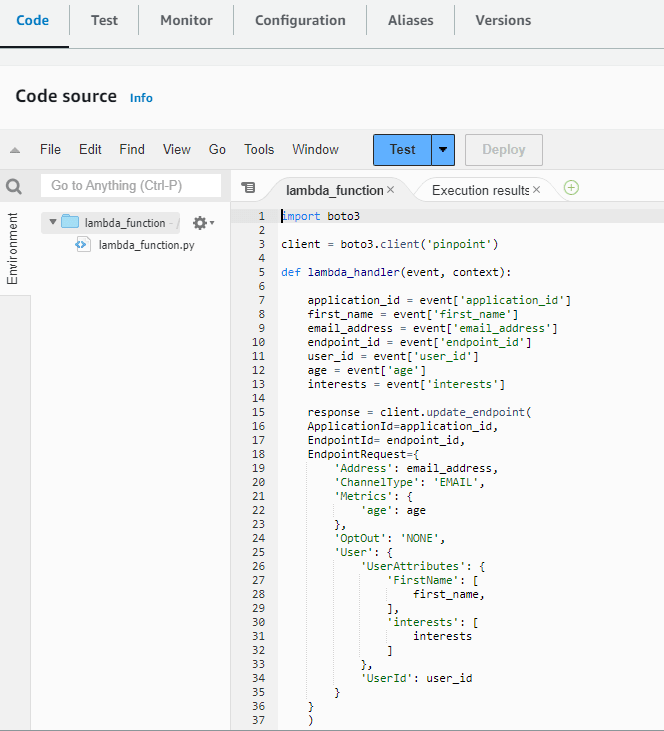 Code Test Monitor Configuration Aliases Versions
Code source Info
File Edit Find View Go Tools Window Test Deploy
Go to Anything (Ctrl-P)
lambda_function Execution results
Environment
lambda_function - /
lambda_function.py
1 import boto3
2
3 client = boto3.client('pinpoint')
4
5 def lambda_handler(event, context):
6
7     application_id = event['application_id']
8     first_name = event['first_name']
9     email_address = event['email_address']
10     endpoint_id = event['endpoint_id']
11     user_id = event['user_id']
12     age = event['age']
13     interests = event['interests']
14
15     response = client.update_endpoint(
16     ApplicationId=application_id,
17     EndpointId= endpoint_id,
18     EndpointRequest={
19         'Address': email_address,
20         'ChannelType': 'EMAIL',
21         'Metrics': {
22             'age': age
23         },
24         'OptOut': 'NONE',
25         'User': {
26             'UserAttributes': {
27                 'FirstName': [
28                     first_name,
29                 ],
30                 'interests': [
31                     interests
32                 ]
33             },
34             'UserId': user_id
35         }
36     }
37     )